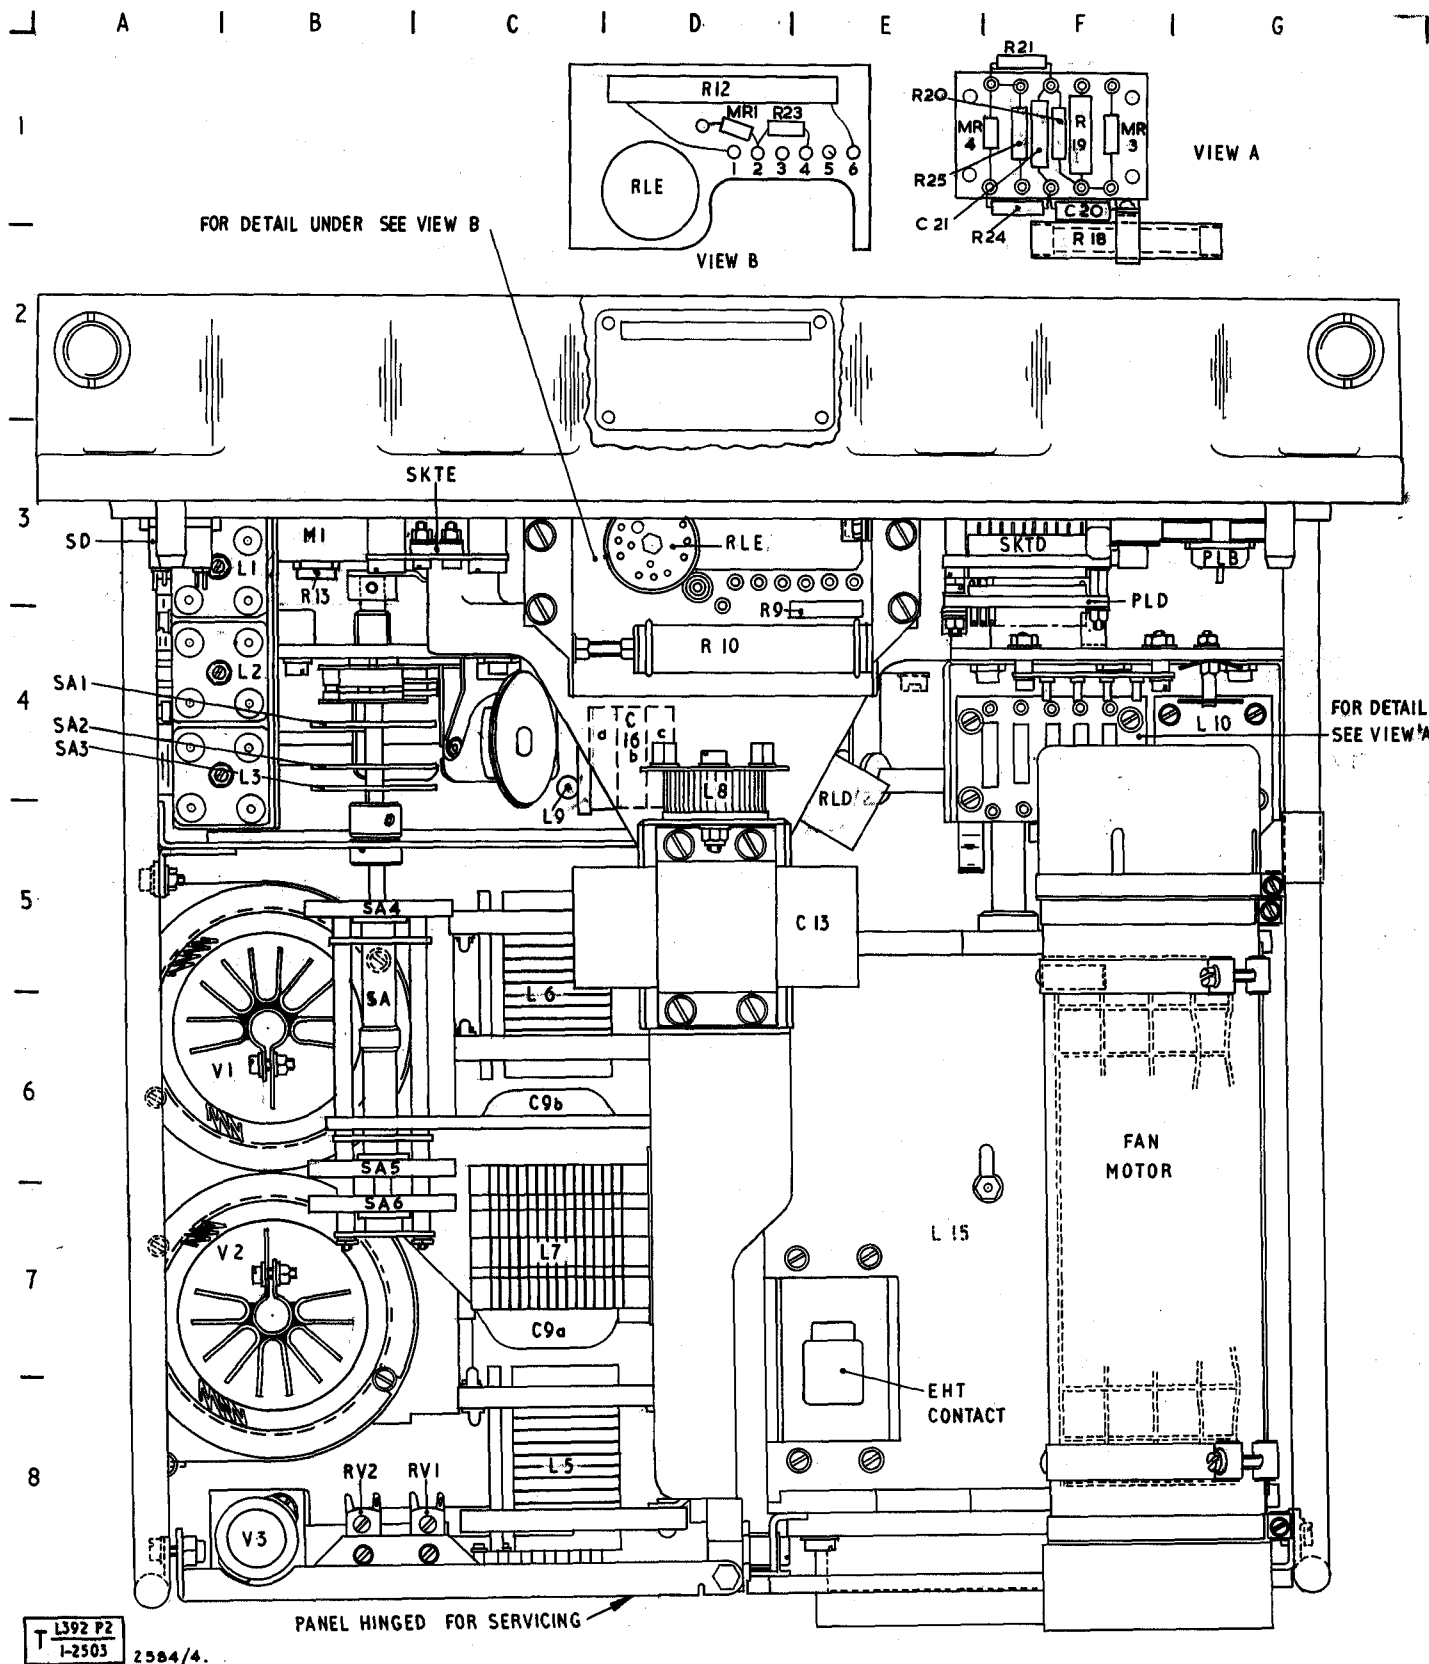 A B C D E F G
R21
R12
R20
MR1 R23
1
MR
4
R
19
MR
3
VIEW A
1 2 3 4 5 6
R25
RLE
C 21
R24
C 20
R 18
FOR DETAIL UNDER SEE VIEW B
VIEW B
2
SKTE
3
SD
M1
RLE
SKTD
PLB
L1
R13
R9
PLD
R 10
L2
SA1
4
C
16
a b c
L 10
FOR DETAIL
SEE VIEW 'A
SA2
SA3
L3
L9
L8
RLD/2
5
SA4
C 13
L 6
SA
V1
6
C9b
FAN
MOTOR
SA5
SA6
V 2
L7
L 15
7
C9a
EHT
CONTACT
8
RV2 RV1
L 5
V3
PANEL HINGED FOR SERVICING
T L392 P2
1-2503
2584/4.